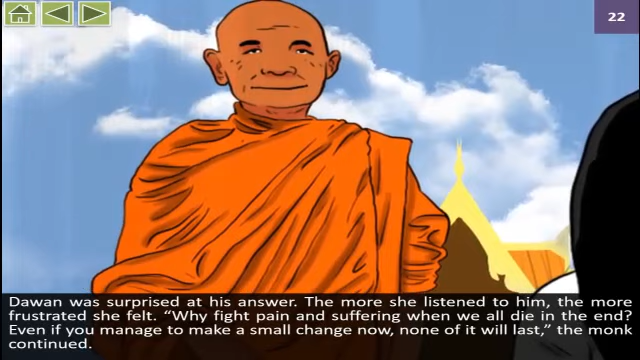 22
Dawan was surprised at his answer. The more she listened to him, the more
frustrated she felt. “Why fight pain and suffering when we all die in the end?
Even if you manage to make a small change now, none of it will last,” the monk
continued.